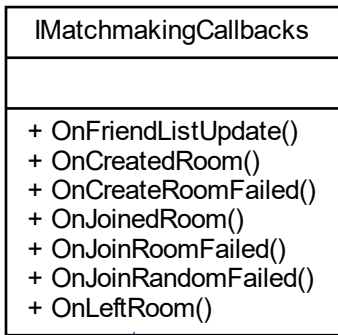 IMatchmakingCallbacks
+ OnFriendListUpdate()
+ OnCreatedRoom()
+ OnCreateRoomFailed()
+ OnJoinedRoom()
+ OnJoinRoomFailed()
+ OnJoinRandomFailed()
+ OnLeftRoom()